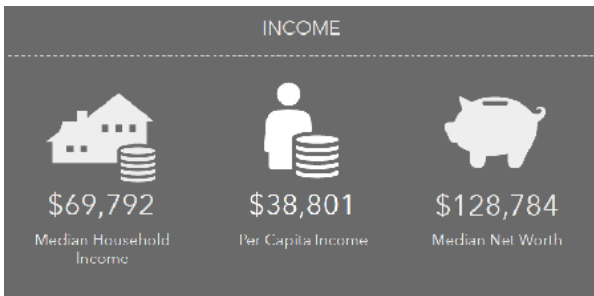 INCOME
$69,792
$38,801
$128,784
Median Household
Income
Per Capita Income
Median Net Worth